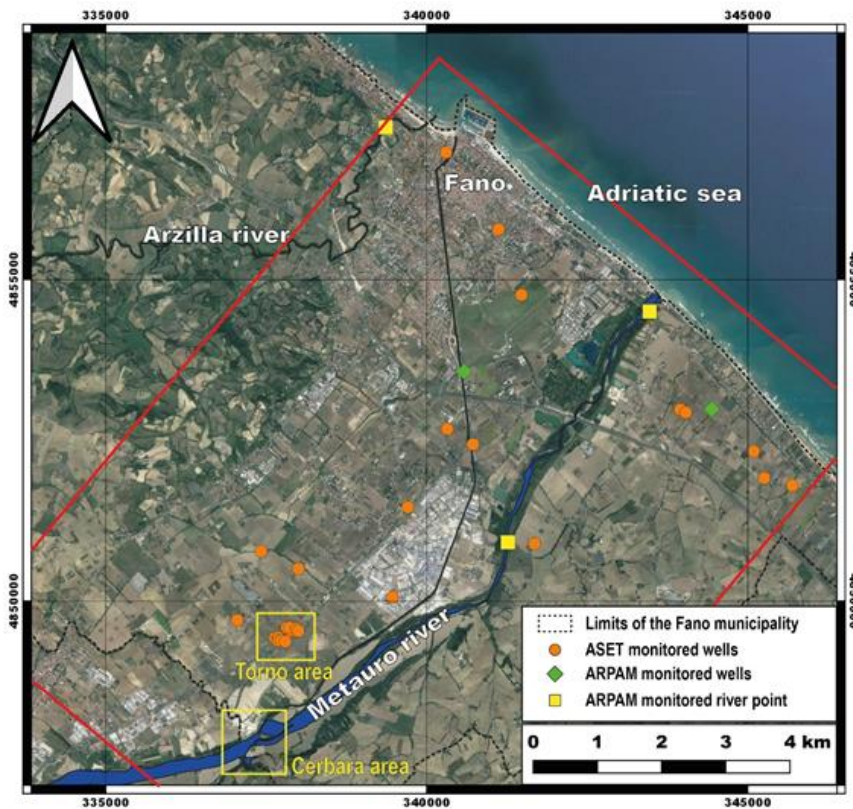 335000 340000 345000
Fano
Adriatic sea
Arzilla river
4855000 4855000
4850000 4850000
Torno area
Metauro river
Cerbara area
Limits of the Fano municipality
ASET monitored wells
ARPAM monitored wells
ARPAM monitored river point
0 1 2 3 4 km
335000 340000 345000